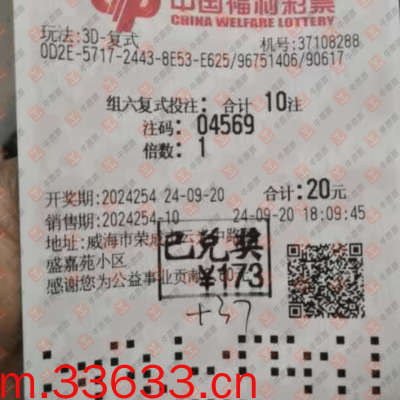 中国福利彩票
CHINA WELFARE LOTTERY
玩法:3D-复式 机号:37108288
0D2E-5717-2443-8E53-E625/96751406/90617
组六复式投注: 合计 10注
注码: 04569
倍数: 1
开奖期:2024254 24-09-20 合计:20元
销售期:2024254-10 24-09-20 18:09:45
地址:威海市荣成
盛嘉苑小区
感谢您为公益事业贡献
已兑奖
¥173
+37
m.33633.cn